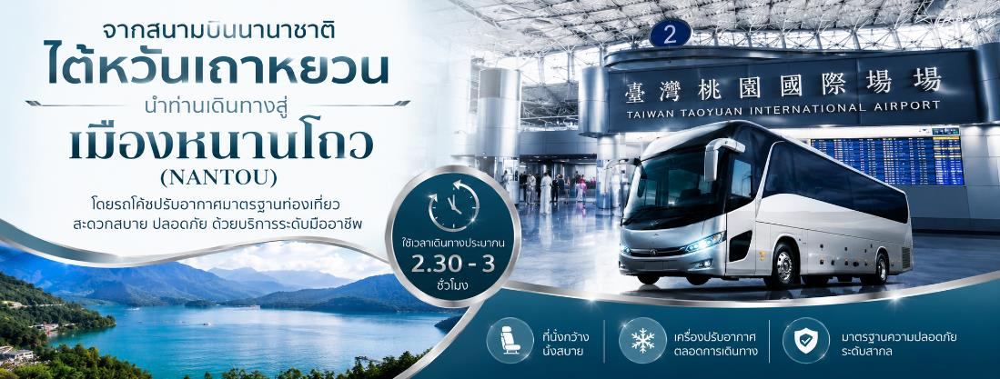 จากสนามบินนานาชาติ
ไต้หวันเถาหยวน
นำท่านเดินทางสู่
เมืองหนานโถว
(NANTOU)
โดยรถโค้ชปรับอากาศมาตรฐานท่องเที่ยว
สะดวกสบาย ปลอดภัย ด้วยบริการระดับมืออาชีพ
ใช้เวลาเดินทางประมากน
2.30 - 3
ชั่วโมง
2
臺灣桃園國際場場
TAIWAN TAOYUAN INTERNATIONAL AIRPORT
ที่นั่งกว้าง
นั่งสบาย
เครื่องปรับอากาศ
ตลอดการเดินทาง
มาตรฐานความปลอดภัย
ระดับสากล